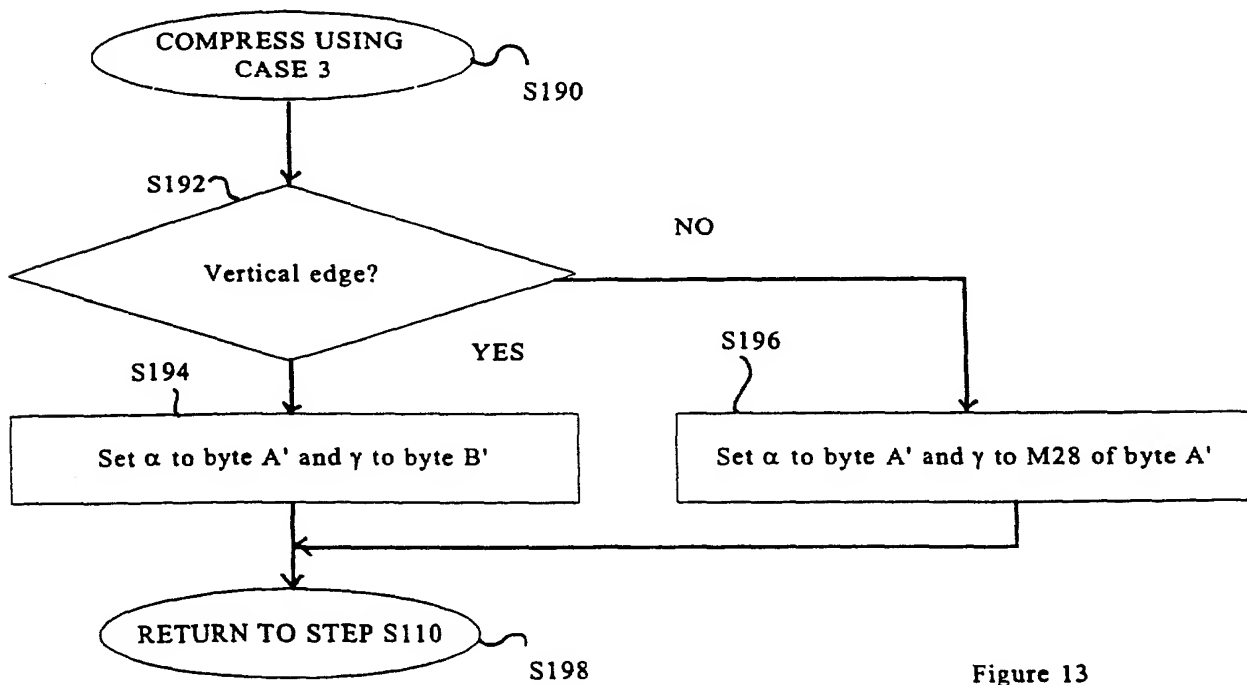 COMPRESS USING
CASE 3
S190
S192
NO
Vertical edge?
YES
S194
S196
Set α to byte A' and γ to byte B'
Set α to byte A' and γ to M28 of byte A'
RETURN TO STEP S110
S198
Figure 13